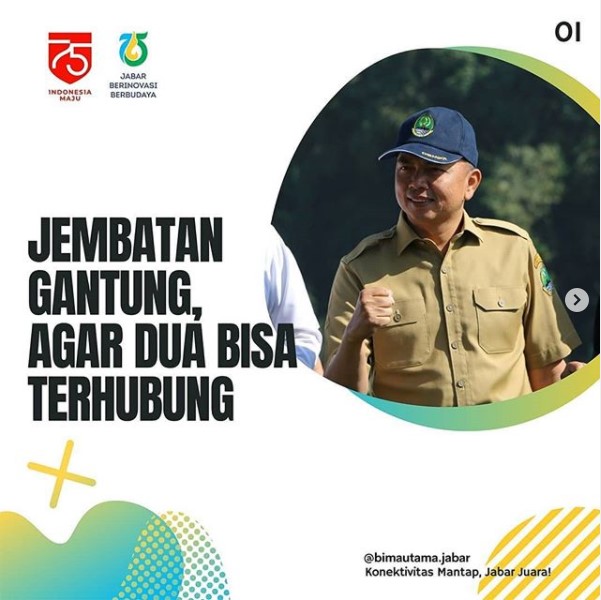 75
INDONESIA
MAJU
75
JABAR
BERINOVASI
BERBUDAYA
01
JEMBATAN
GANTUNG,
AGAR DUA BISA
TERHUBUNG
@bimautama.jabar
Konektivitas Mantap, Jabar Juara!